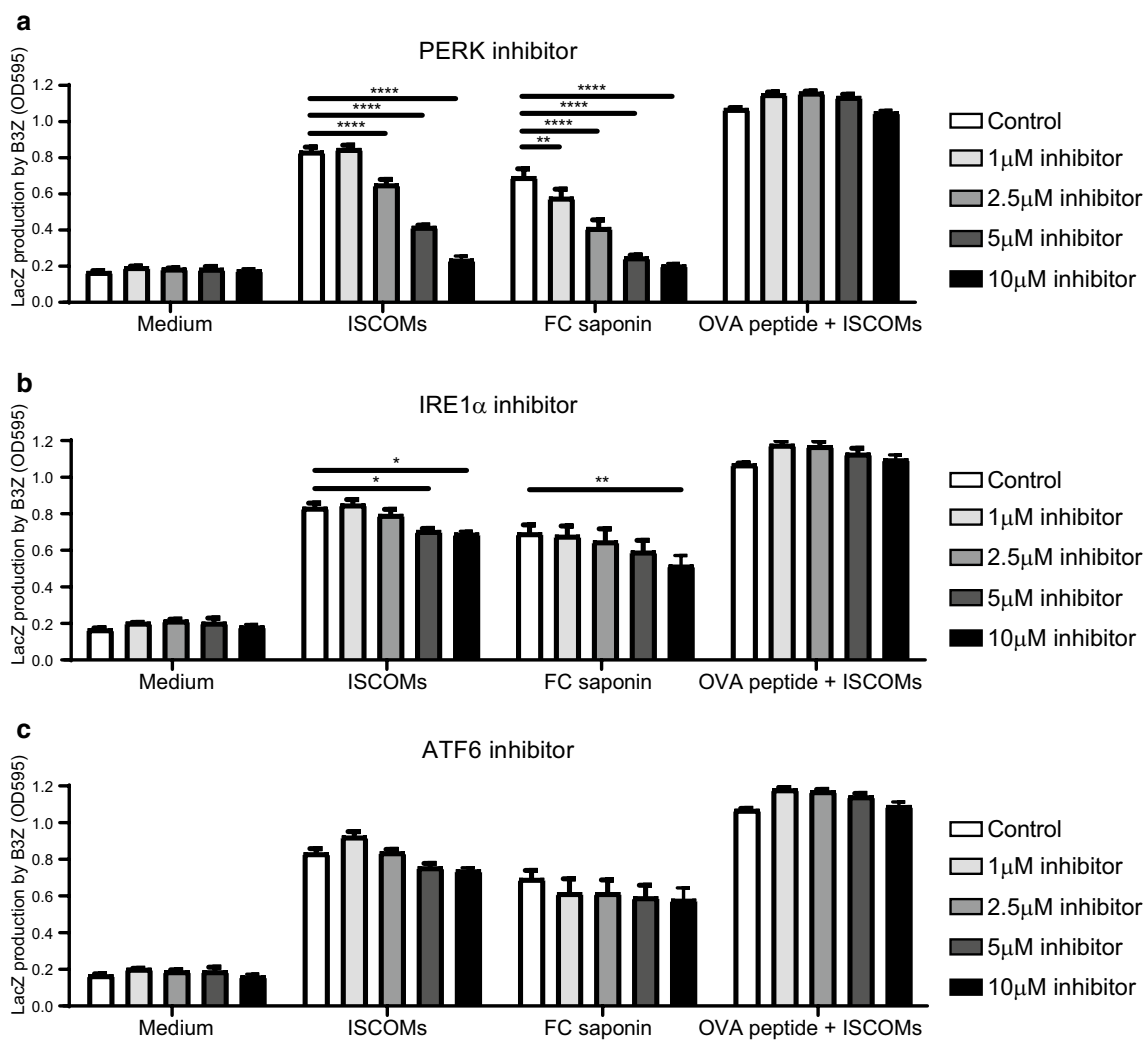 a
PERK inhibitor
LacZ production by B3Z (OD595)
1.2
1.0
0.8
0.6
0.4
0.2
0.0
****
****
****
****
****
****
**
Medium
ISCOMs
FC saponin
OVA peptide + ISCOMs
Control
1μM inhibitor
2.5μM inhibitor
5μM inhibitor
10μM inhibitor
b
IRE1α inhibitor
LacZ production by B3Z (OD595)
1.2
1.0
0.8
0.6
0.4
0.2
0.0
*
*
**
Medium
ISCOMs
FC saponin
OVA peptide + ISCOMs
Control
1μM inhibitor
2.5μM inhibitor
5μM inhibitor
10μM inhibitor
c
ATF6 inhibitor
LacZ production by B3Z (OD595)
1.2
1.0
0.8
0.6
0.4
0.2
0.0
Medium
ISCOMs
FC saponin
OVA peptide + ISCOMs
Control
1μM inhibitor
2.5μM inhibitor
5μM inhibitor
10μM inhibitor